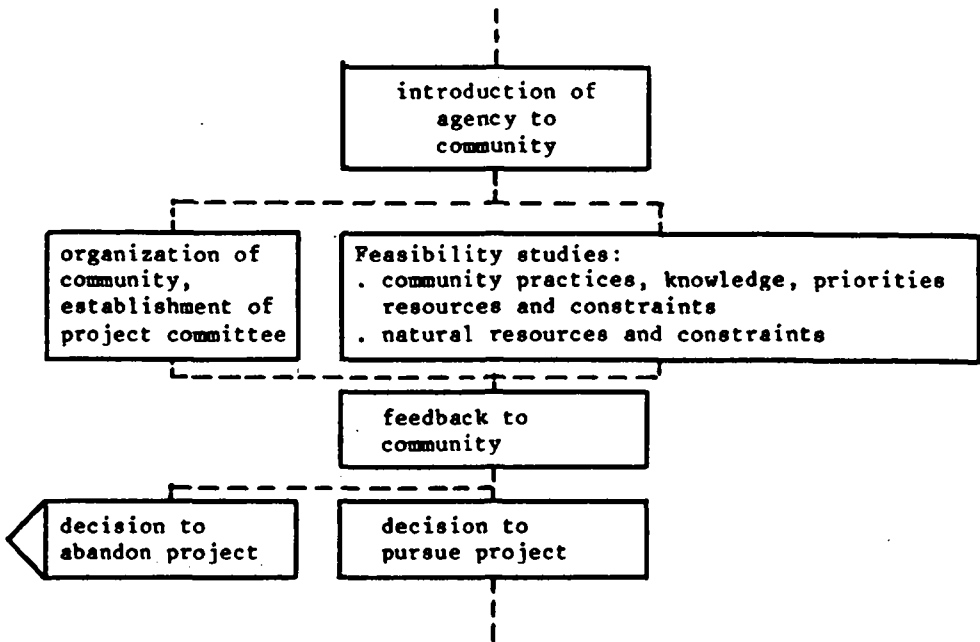 introduction of
agency to
community
organization of
community,
establishment of
project committee
Feasibility studies:
. community practices, knowledge, priorities
resources and constraints
. natural resources and constraints
feedback to
community
decision to
abandon project
decision to
pursue project